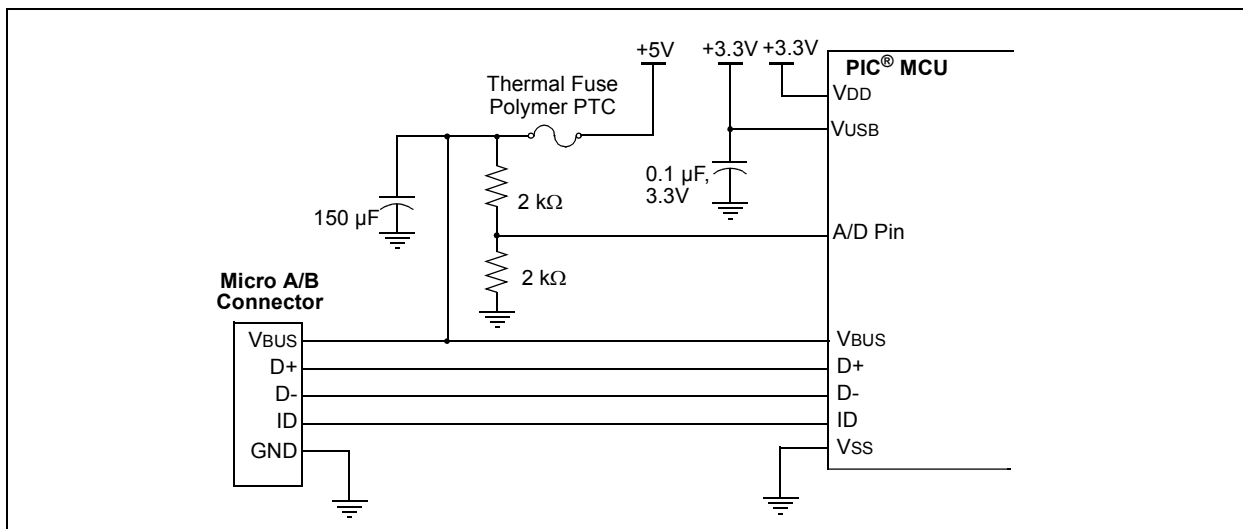 +5V
+3.3V
+3.3V
PIC® MCU
Thermal Fuse
Polymer PTC
VDD
VUSB
0.1 µF,
3.3V
2 kΩ
150 µF
A/D Pin
2 kΩ
Micro A/B
Connector
VBUS
D+
D-
ID
GND
VBUS
D+
D-
ID
VSS